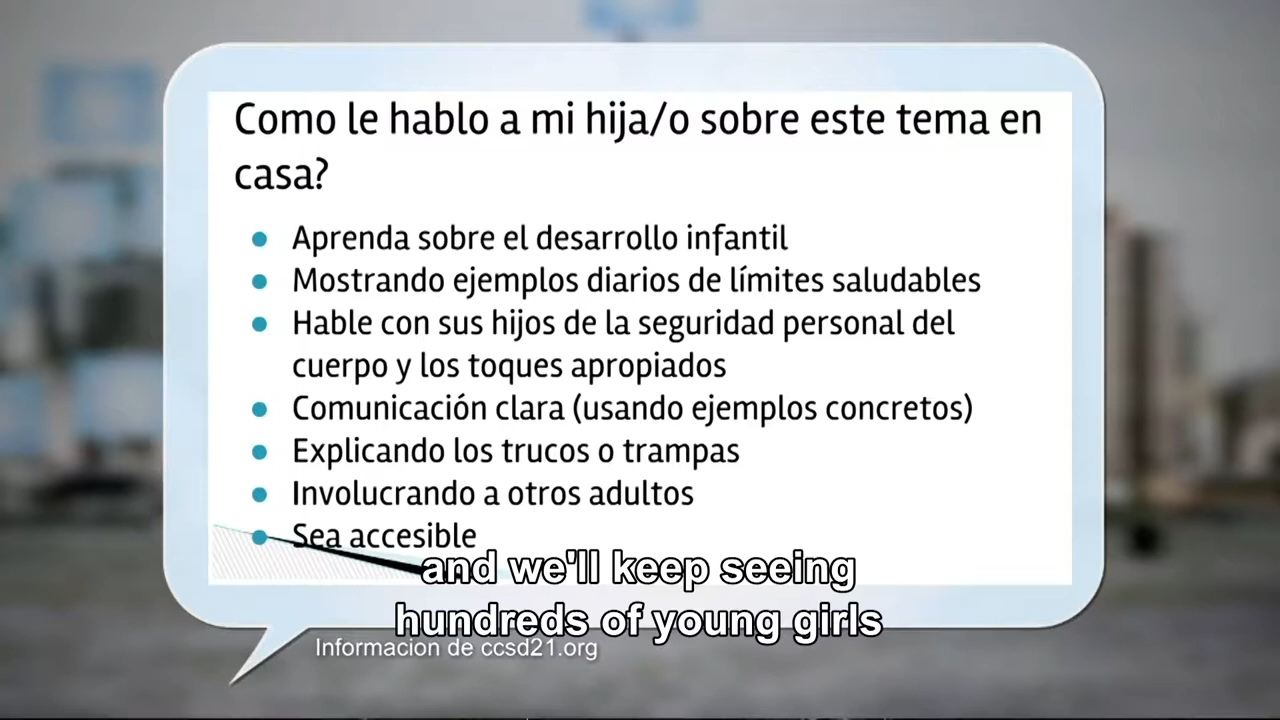 Como le hablo a mi hija/o sobre este tema en
casa?
Aprenda sobre el desarrollo infantil
Mostrando ejemplos diarios de límites saludables
Hable con sus hijos de la seguridad personal del
cuerpo y los toques apropiados
Comunicación clara (usando ejemplos concretos)
Explicando los trucos o trampas
Involucrando a otros adultos
Sea accesible
and we'll keep seeing
hundreds of young girls
Informacion de ccsd21.org